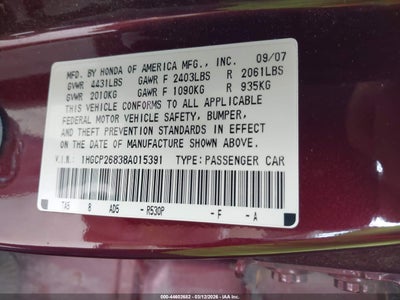 MFD. BY HONDA OF AMERICA MFG., INC. 09/07
GVWR 4431LBS GAWR F 2403LBS R 2061LBS
GVWR 2010KG GAWR F 1090KG R 935KG
THIS VEHICLE CONFORMS TO ALL APPLICABLE
FEDERAL MOTOR VEHICLE SAFETY, BUMPER,
AND THEFT PREVENTION STANDARDS IN EFFECT
ON THE DATE OF MANUFACTURE SHOWN ABOVE.
V.I.N.: 1HGCP26838A015391 TYPE: PASSENGER CAR
TA5 8 AD5 - R530P - F - A
000-44602682 - 03/12/2026 - IAA